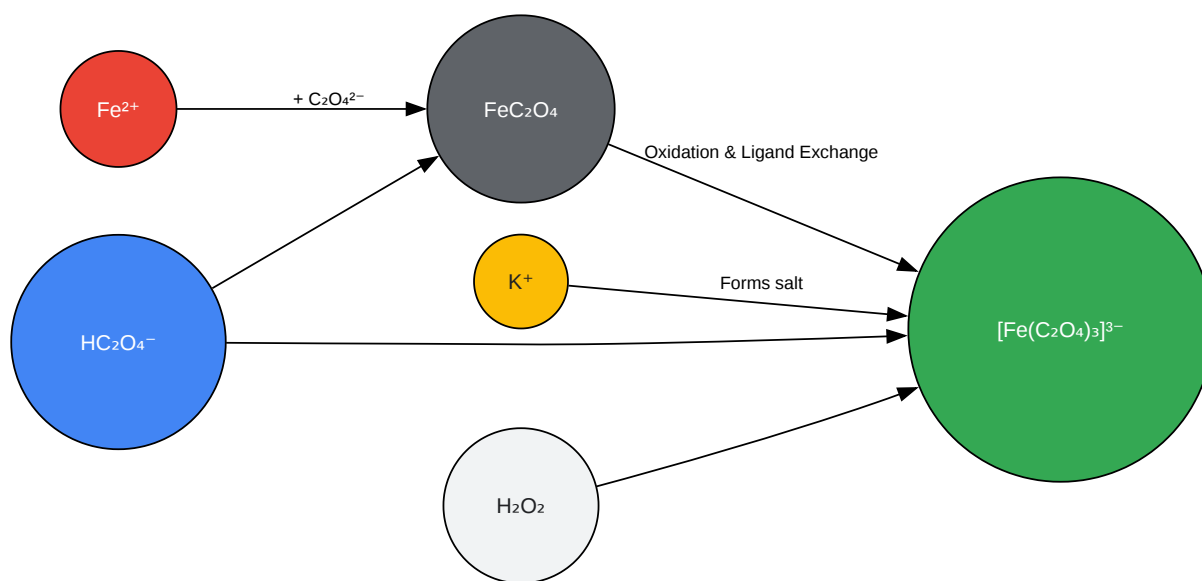 Fe²⁺
+ C₂O₄²⁻
FeC₂O₄
Oxidation & Ligand Exchange
K⁺
Forms salt
HC₂O₄⁻
[Fe(C₂O₄)₃]³⁻
H₂O₂